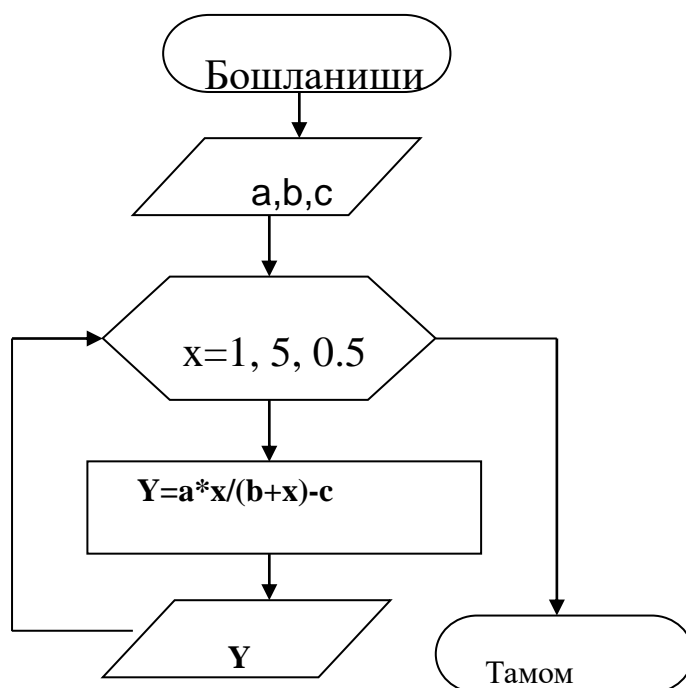 Бошланиши
a,b,c
x=1, 5, 0.5
Y=a*x/(b+x)-c
Y
Тамом